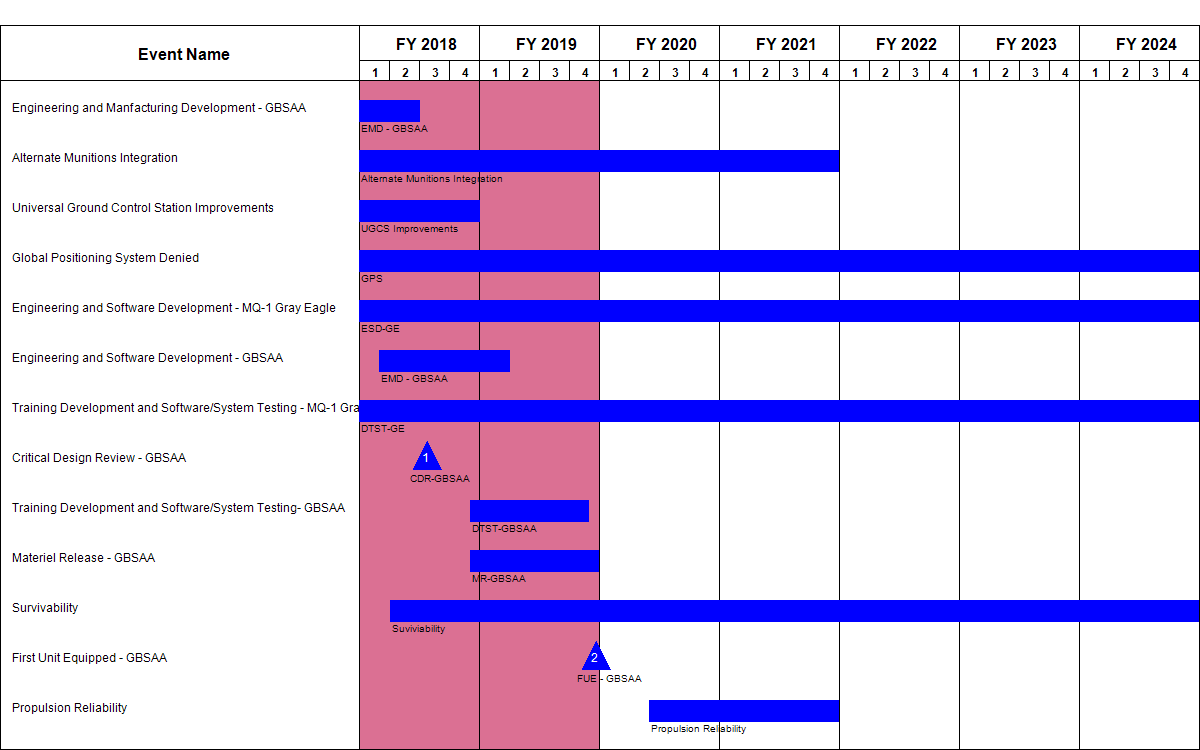 Event Name
FY 2018 FY 2019 FY 2020 FY 2021 FY 2022 FY 2023 FY 2024
1 2 3 4 1 2 3 4 1 2 3 4 1 2 3 4 1 2 3 4 1 2 3 4 1 2 3 4
Engineering and Manfacturing Development - GBSAA
EMD - GBSAA
Alternate Munitions Integration
Alternate Munitions Integration
Universal Ground Control Station Improvements
UGCS Improvements
Global Positioning System Denied
GPS
Engineering and Software Development - MQ-1 Gray Eagle
ESD-GE
Engineering and Software Development - GBSAA
EMD - GBSAA
Training Development and Software/System Testing - MQ-1 Gra
DTST-GE
Critical Design Review - GBSAA
1
CDR-GBSAA
Training Development and Software/System Testing- GBSAA
DTST-GBSAA
Materiel Release - GBSAA
MR-GBSAA
Survivability
Suviviability
First Unit Equipped - GBSAA
2
FUE - GBSAA
Propulsion Reliability
Propulsion Reliability